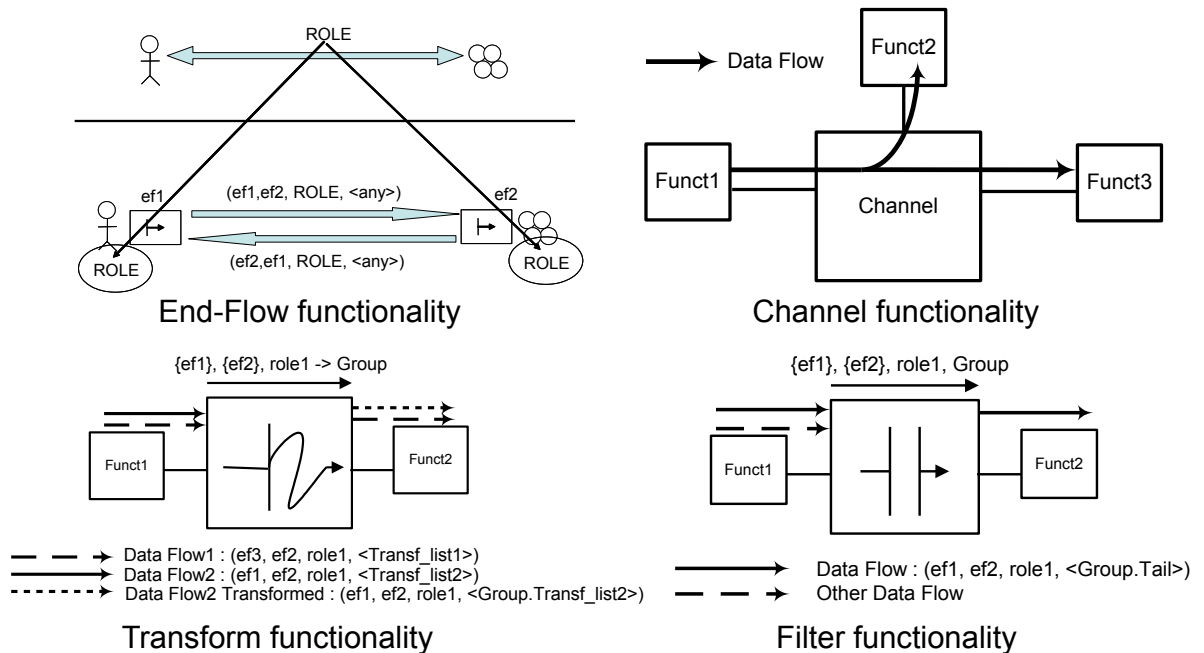 ROLE
ef1
(ef1,ef2, ROLE, <any>)
ef2
(ef2,ef1, ROLE, <any>)
ROLE
ROLE
End-Flow functionality
Data Flow
Funct2
Funct1
Channel
Funct3
Channel functionality
{ef1}, {ef2}, role1 -> Group
Funct1
Funct2
Data Flow1 : (ef3, ef2, role1, <Transf_list1>)
Data Flow2 : (ef1, ef2, role1, <Transf_list2>)
Data Flow2 Transformed : (ef1, ef2, role1, <Group.Transf_list2>)
Transform functionality
{ef1}, {ef2}, role1, Group
Funct1
Funct2
Data Flow : (ef1, ef2, role1, <Group.Tail>)
Other Data Flow
Filter functionality